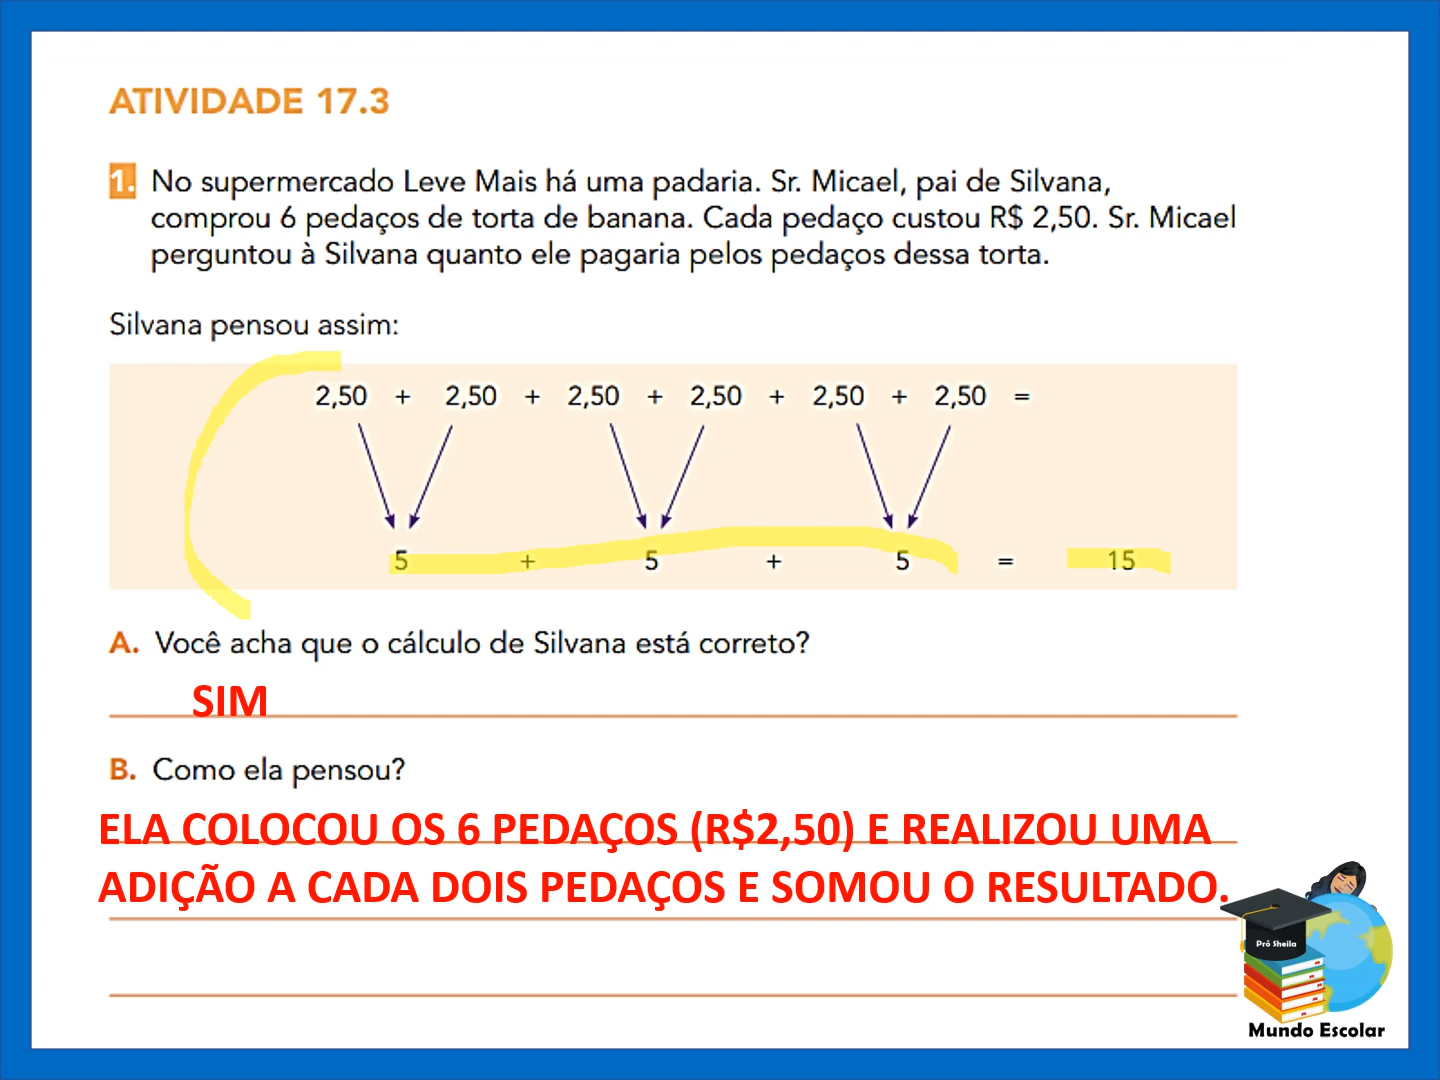 ATIVIDADE 17.3
1. No supermercado Leve Mais há uma padaria. Sr. Micael, pai de Silvana,
comprou 6 pedaços de torta de banana. Cada pedaço custou R$ 2,50. Sr. Micael
perguntou à Silvana quanto ele pagaria pelos pedaços dessa torta.
Silvana pensou assim:
2,50 + 2,50 + 2,50 + 2,50 + 2,50 + 2,50 =
5 + 5 + 5 = 15
A. Você acha que o cálculo de Silvana está correto?
SIM
B. Como ela pensou?
ELA COLOCOU OS 6 PEDAÇOS (R$2,50) E REALIZOU UMA
ADIÇÃO A CADA DOIS PEDAÇOS E SOMOU O RESULTADO.
Prô Sheila
Mundo Escolar